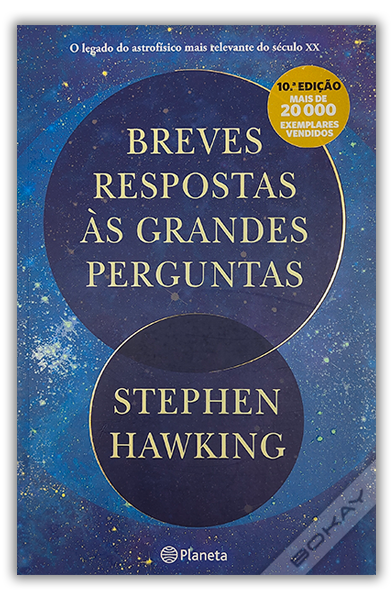 O legado do astrofísico mais relevante do século XX
10.ª EDIÇÃO
MAIS DE
20 000
EXEMPLARES
VENDIDOS
BREVES
RESPOSTAS
ÀS GRANDES
PERGUNTAS
STEPHEN
HAWKING
Planeta
BOKAY